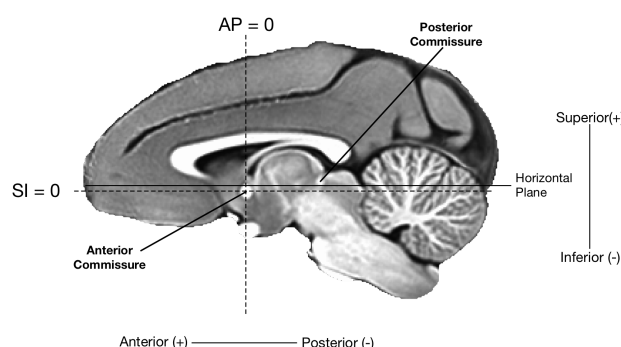 AP = 0
Posterior
Commissure
Superior(+
SI = 0
Horizontal
Plane
Anterior
Commissure
Inferior (-)
Anterior (+)
Posterior (-)